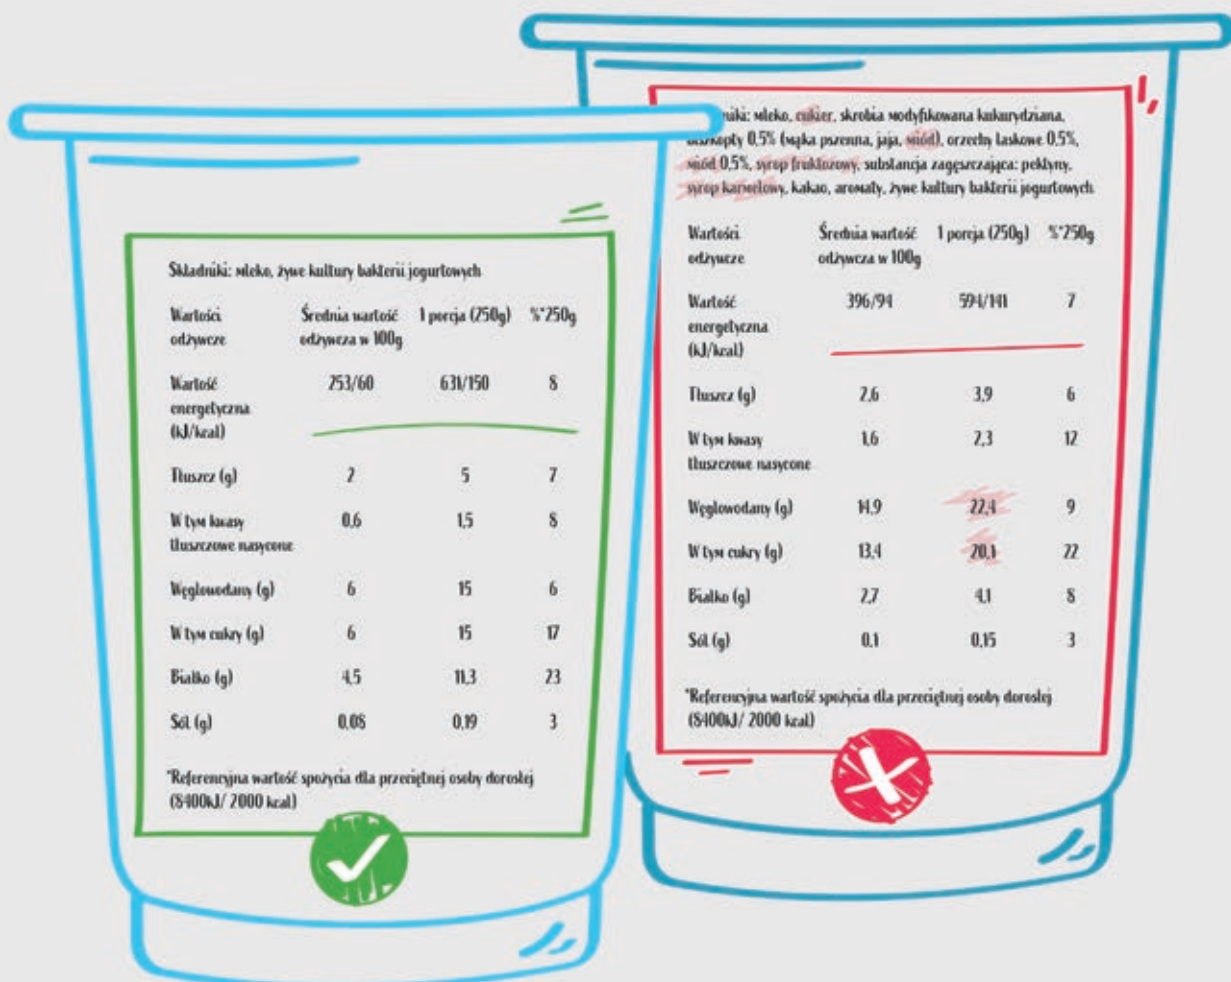 Składniki: mleko, żywe kultury bakterii jogurtowych
Wartości odżywcze Średnia wartość odżywcza w 100g 1 porcja (250g) %*250g
Wartość energetyczna (kJ/kcal) 253/60 631/150 8
Tłuszcz (g) 2 5 7
W tym kwasy tłuszczowe nasycone 0,6 1,5 8
Węglowodany (g) 6 15 6
W tym cukry (g) 6 15 17
Białko (g) 4,5 11,3 23
Sól (g) 0,08 0,19 3
*Referencyjna wartość spożycia dla przeciętnej osoby dorosłej
(8400kJ/ 2000 kcal)
mleko, cukier, skrobia modyfikowana kukurydziana,
0,5% (mąka pszenna, jaja, miód), orzechy laskowe 0,5%,
miód 0,5%, syrop fruktozowy, substancja zagęszczająca: pektyny,
syrop karmelowy, kakao, aromaty, żywe kultury bakterii jogurtowych
Wartości odżywcze Średnia wartość odżywcza w 100g 1 porcja (250g) %*250g
Wartość energetyczna (kJ/kcal) 396/94 594/141 7
Tłuszcz (g) 2,6 3,9 6
W tym kwasy tłuszczowe nasycone 1,6 2,3 12
Węglowodany (g) 14,9 22,4 9
W tym cukry (g) 13,4 20,1 22
Białko (g) 2,7 4,1 8
Sól (g) 0,1 0,15 3
*Referencyjna wartość spożycia dla przeciętnej osoby dorosłej
(8400kJ/ 2000 kcal)